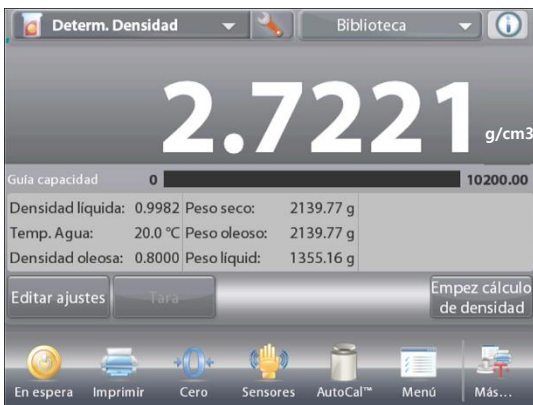 Determ. Densidad
Biblioteca
2.7221 g/cm3
Guía capacidad 0 10200.00
Densidad líquida: 0.9982 Peso seco: 2139.77 g
Temp. Agua: 20.0 °C Peso oleoso: 2139.77 g
Densidad oleosa: 0.8000 Peso líquid: 1355.16 g
Editar ajustes
Tara
Empez cálculo
de densidad
En espera
Imprimir
Cero
Sensores
AutoCal™
Menú
Más...